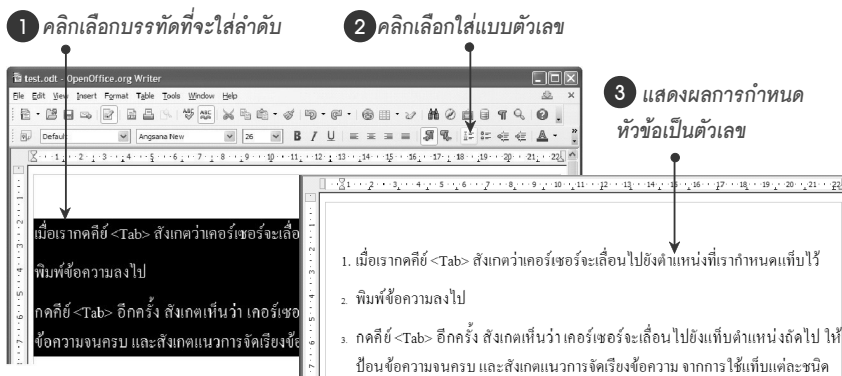 1 คลิกเลือกบรรทัดที่จะใส่ลำดับ
2 คลิกเลือกใส่แบบตัวเลข
3 แสดงผลการกำหนด
หัวข้อเป็นตัวเลข
test.odt - OpenOffice.org Writer
File Edit View Insert Format Table Tools Window Help
Default Angsana New 26 B I U
เมื่อเรากดคีย์ <Tab> สังเกตว่าเคอร์เซอร์จะเลื่อ
พิมพ์ข้อความลงไป
กดคีย์ <Tab> อีกครั้ง สังเกตเห็นว่า เคอร์เซอ
ข้อความจนครบ และสังเกตแนวการจัดเรียงข้อ
1. เมื่อเรากดคีย์ <Tab> สังเกตว่าเคอร์เซอร์จะเลื่อนไปยังตำแหน่งที่เรากำหนดแท็บไว้
2. พิมพ์ข้อความลงไป
3. กดคีย์ <Tab> อีกครั้ง สังเกตเห็นว่า เคอร์เซอร์จะเลื่อนไปยังแท็บตำแหน่งถัดไป ให้
ป้อนข้อความจนครบ และสังเกตแนวการจัดเรียงข้อความ จากการใช้แท็บแต่ละชนิด